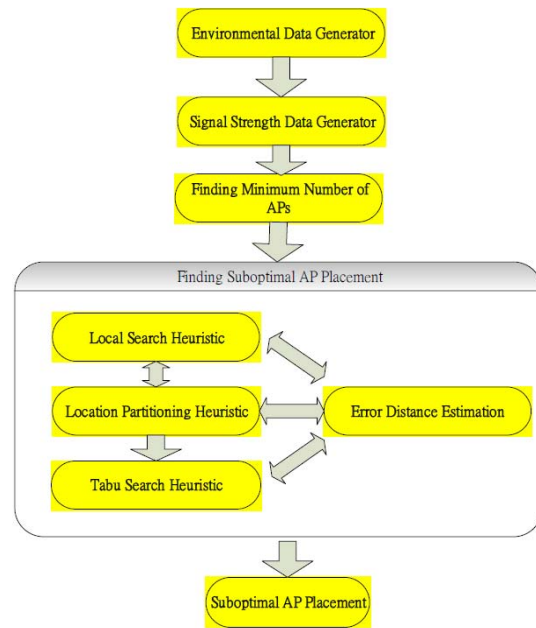 Environmental Data Generator
Signal Strength Data Generator
Finding Minimum Number of
APs
Finding Suboptimal AP Placement
Local Search Heuristic
Location Partitioning Heuristic
Error Distance Estimation
Tabu Search Heuristic
Suboptimal AP Placement